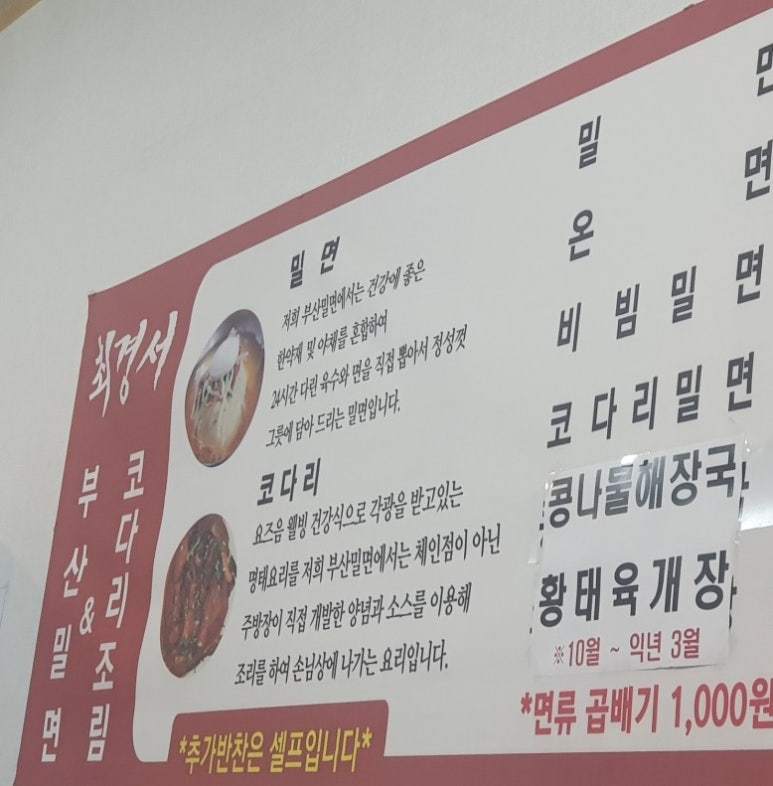 최경서
부산밀면
&
코다리조림
밀면
저희 부산밀면에서는 건강에 좋은
한약재 및 야채를 혼합하여
24시간 다린 육수와 면을 직접 뽑아서 정성껏
그릇에 담아 드리는 밀면입니다.
코다리
요즈음 웰빙 건강식으로 각광을 받고있는
명태요리를 저희 부산밀면에서는 체인점이 아닌
주방장이 직접 개발한 양념과 소스를 이용해
조리를 하여 손님상에 나가는 요리입니다.
*추가반찬은 셀프입니다*
밀면
온면
비빔밀면
코다리밀면
콩나물해장국
황태육개장
※10월 ~ 익년 3월
*면류 곱배기 1,000원